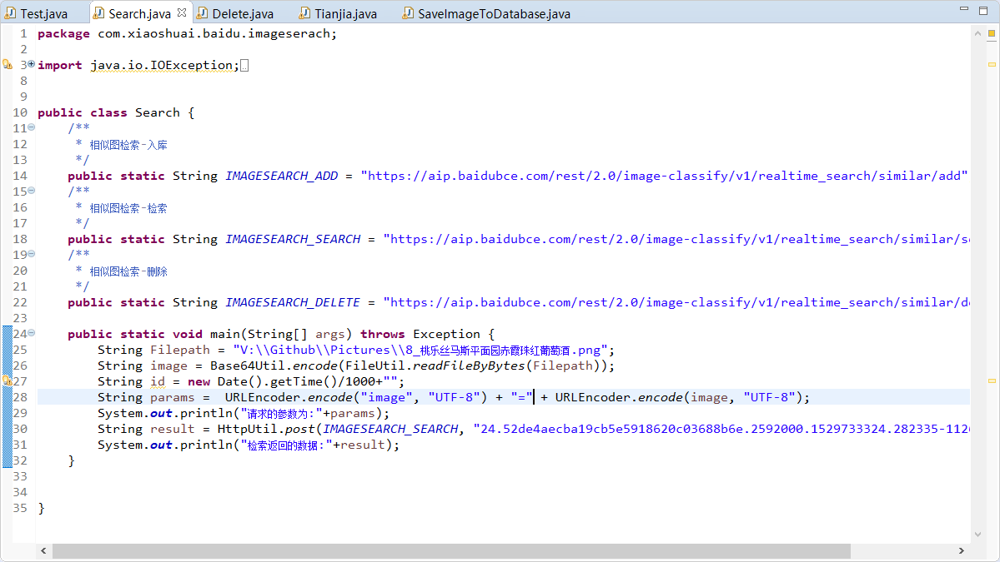 Test.java Search.java Delete.java Tianjia.java SaveImageToDatabase.java
1 package com.xiaoshuai.baidu.imageserach;
2
3 import java.io.IOException;
8
9
10 public class Search {
11 /**
12 * 相似图检索-入库
13 */
14 public static String IMAGESEARCH_ADD = "https://aip.baidubce.com/rest/2.0/image-classify/v1/realtime_search/similar/add"
15 /**
16 * 相似图检索-检索
17 */
18 public static String IMAGESEARCH_SEARCH = "https://aip.baidubce.com/rest/2.0/image-classify/v1/realtime_search/similar/se
19 /**
20 * 相似图检索-删除
21 */
22 public static String IMAGESEARCH_DELETE = "https://aip.baidubce.com/rest/2.0/image-classify/v1/realtime_search/similar/de
23
24 public static void main(String[] args) throws Exception {
25 String Filepath = "V:\\Github\\Pictures\\8_桃乐丝马斯平面园赤霞珠红葡萄酒.png";
26 String image = Base64Util.encode(FileUtil.readFileByBytes(Filepath));
27 String id = new Date().getTime()/1000+"";
28 String params = URLEncoder.encode("image", "UTF-8") + "=" + URLEncoder.encode(image, "UTF-8");
29 System.out.println("请求的参数为:"+params);
30 String result = HttpUtil.post(IMAGESEARCH_SEARCH, "24.52de4aecba19cb5e5918620c03688b6e.2592000.1529733324.282335-112
31 System.out.println("检索返回的数据:"+result);
32 }
33
34
35 }